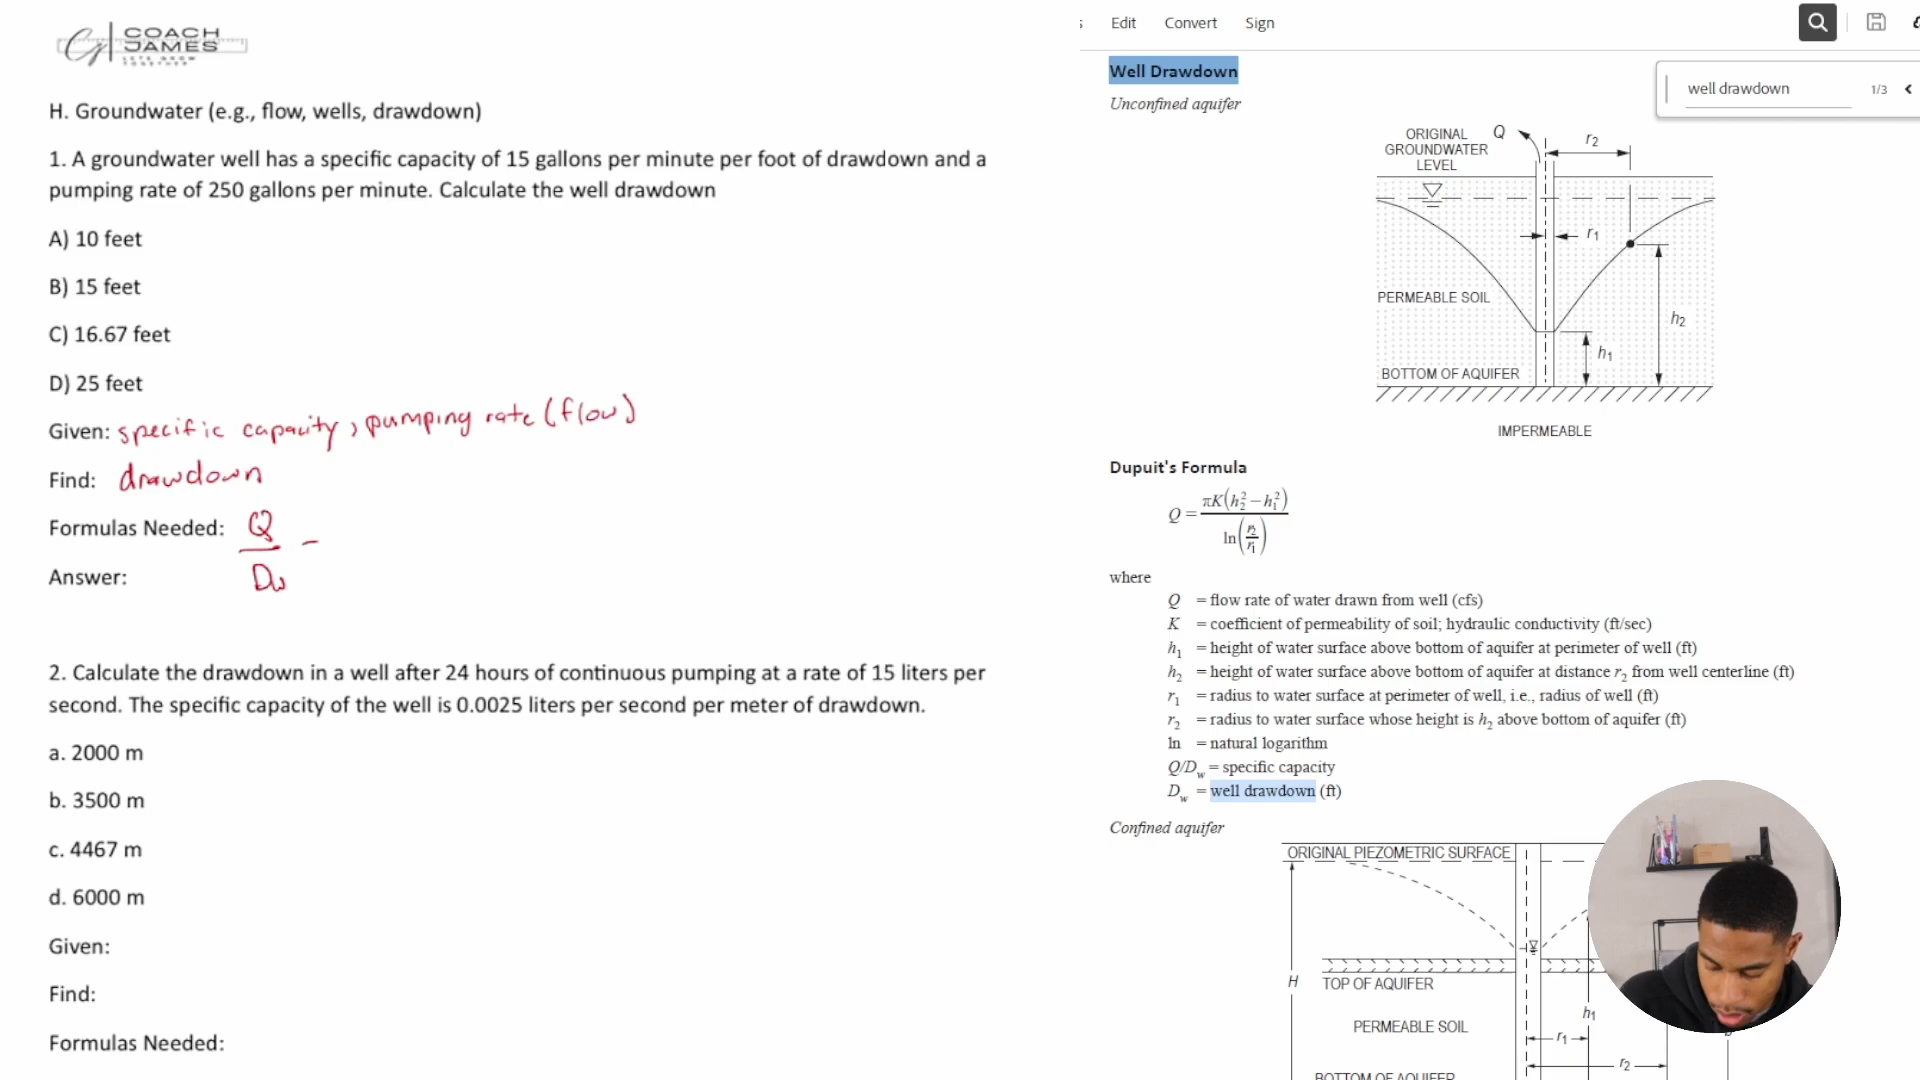 COACH
JAMES
LETS GROW
TOGETHER
H. Groundwater (e.g., flow, wells, drawdown)
1. A groundwater well has a specific capacity of 15 gallons per minute per foot of drawdown and a
pumping rate of 250 gallons per minute. Calculate the well drawdown
A) 10 feet
B) 15 feet
C) 16.67 feet
D) 25 feet
Given: specific capacity, pumping rate (flow)
Find: drawdown
Formulas Needed: Q
—
Dw
Answer:
2. Calculate the drawdown in a well after 24 hours of continuous pumping at a rate of 15 liters per
second. The specific capacity of the well is 0.0025 liters per second per meter of drawdown.
a. 2000 m
b. 3500 m
c. 4467 m
d. 6000 m
Given:
Find:
Formulas Needed:
Edit Convert Sign
well drawdown 1/3
Well Drawdown
Unconfined aquifer
ORIGINAL
GROUNDWATER
LEVEL
Q
r2
r1
PERMEABLE SOIL
h2
h1
BOTTOM OF AQUIFER
IMPERMEABLE
Dupuit's Formula
Q = πK(h2² – h1²) / ln(r2/r1)
where
Q = flow rate of water drawn from well (cfs)
K = coefficient of permeability of soil; hydraulic conductivity (ft/sec)
h1 = height of water surface above bottom of aquifer at perimeter of well (ft)
h2 = height of water surface above bottom of aquifer at distance r2 from well centerline (ft)
r1 = radius to water surface at perimeter of well, i.e., radius of well (ft)
r2 = radius to water surface whose height is h2 above bottom of aquifer (ft)
ln = natural logarithm
Q/Dw = specific capacity
Dw = well drawdown (ft)
Confined aquifer
ORIGINAL PIEZOMETRIC SURFACE
H
TOP OF AQUIFER
h1
PERMEABLE SOIL
r1
r2
BOTTOM OF AQUIFER